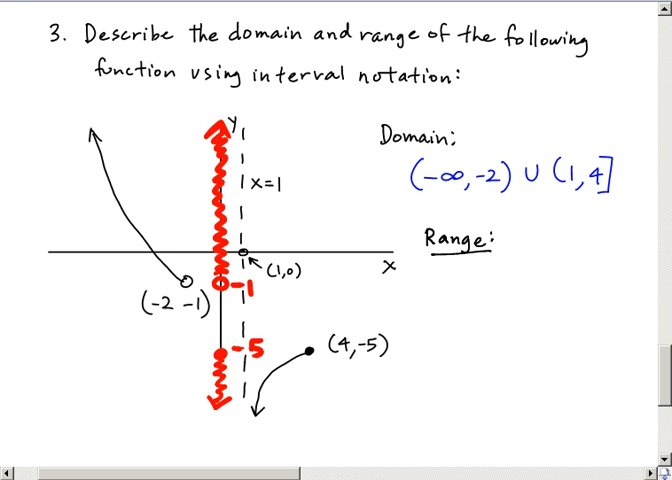 3. Describe the domain and range of the following
function using interval notation:
y
Domain:
x=1
(-∞,-2) ∪ (1,4]
Range:
x
(1,0)
-1
(-2 -1)
-5
(4,-5)